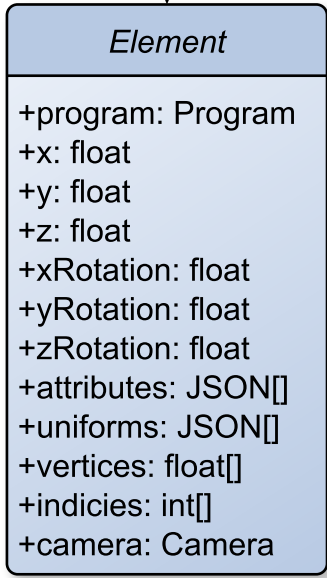 Element
+program: Program
+x: float
+y: float
+z: float
+xRotation: float
+yRotation: float
+zRotation: float
+attributes: JSON[]
+uniforms: JSON[]
+vertices: float[]
+indicies: int[]
+camera: Camera